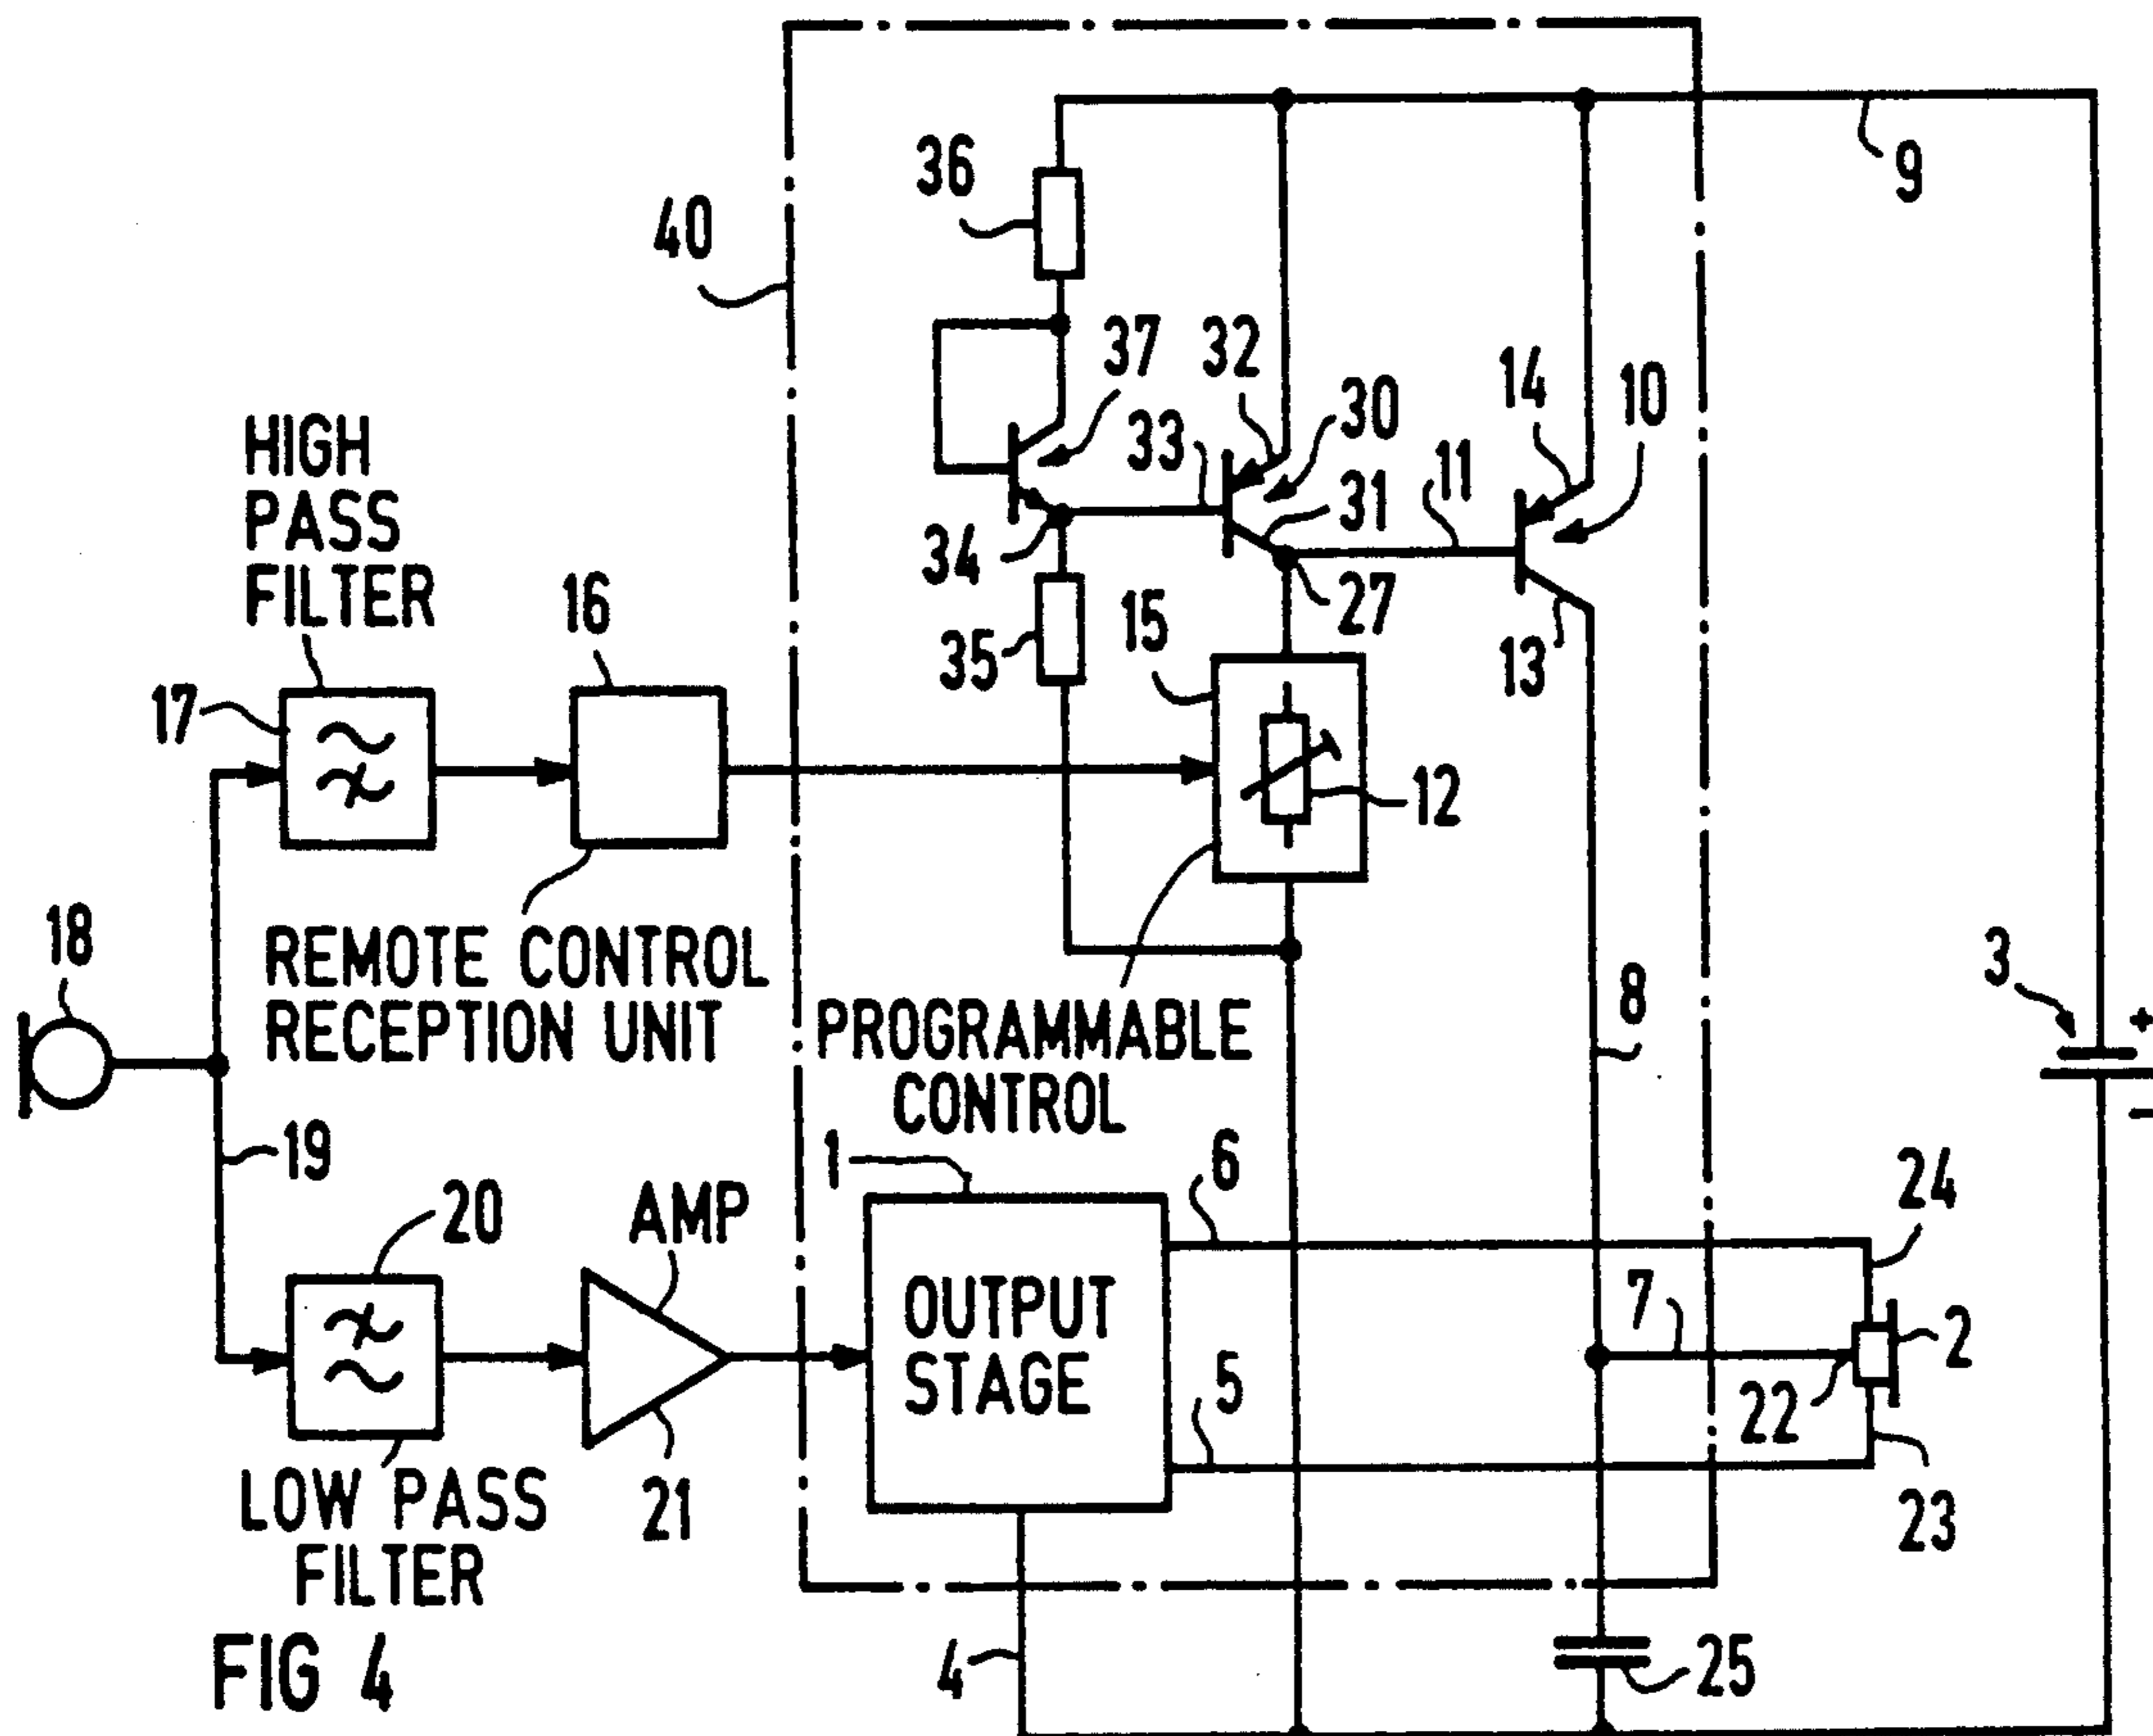 40
36
9
37
32
14
10
30
33
31
11
HIGH
PASS
FILTER
34
27
16
15
35
13
17
12
18
REMOTE CONTROL
RECEPTION UNIT
PROGRAMMABLE
CONTROL
8
3
+
-
19
1
6
24
20
AMP
7
2
OUTPUT
STAGE
5
22
LOW PASS
FILTER
21
23
4
25
FIG 4